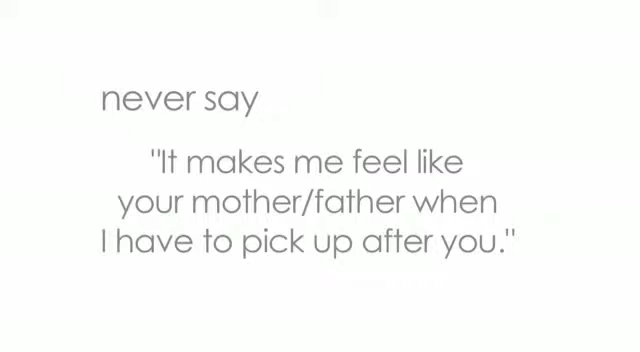 never say
"It makes me feel like
your mother/father when
I have to pick up after you."